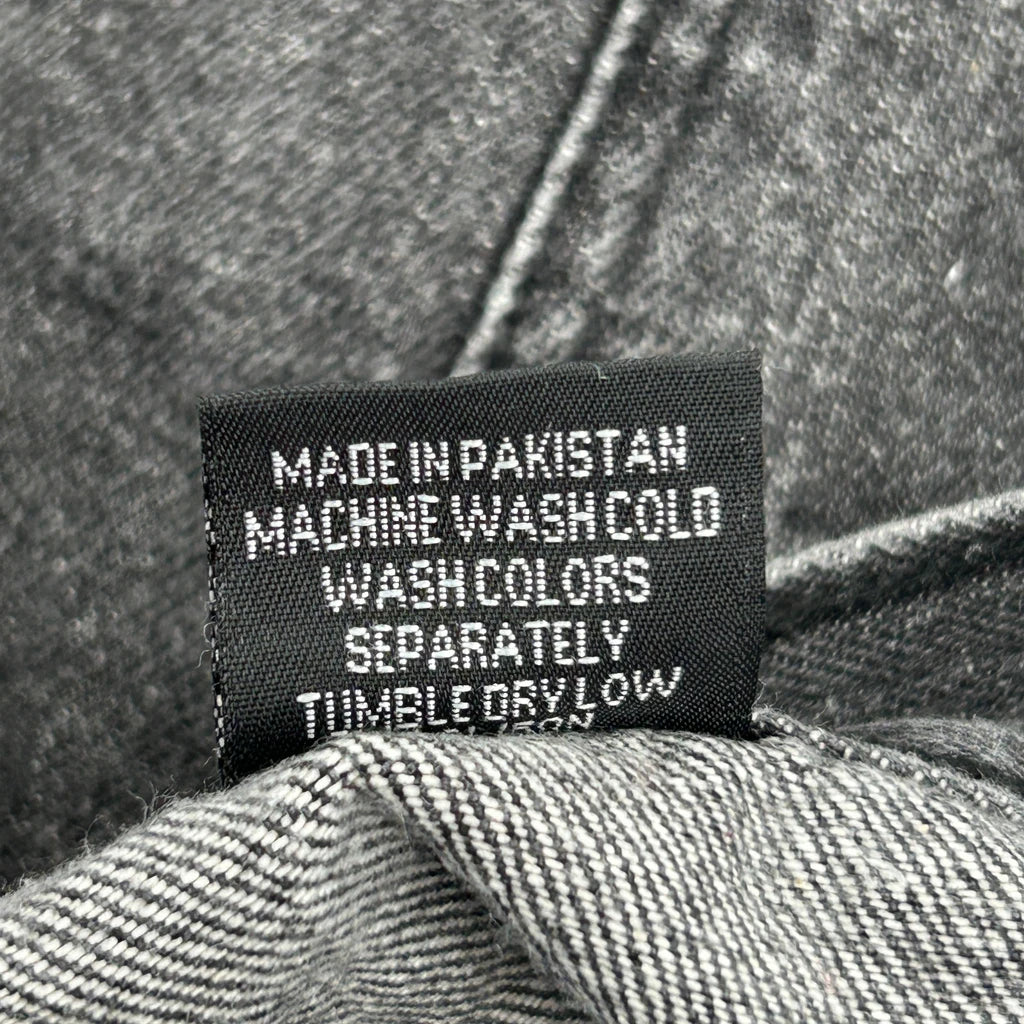 MADE IN PAKISTAN
MACHINE WASH COLD
WASH COLORS
SEPARATELY
TUMBLE DRY LOW